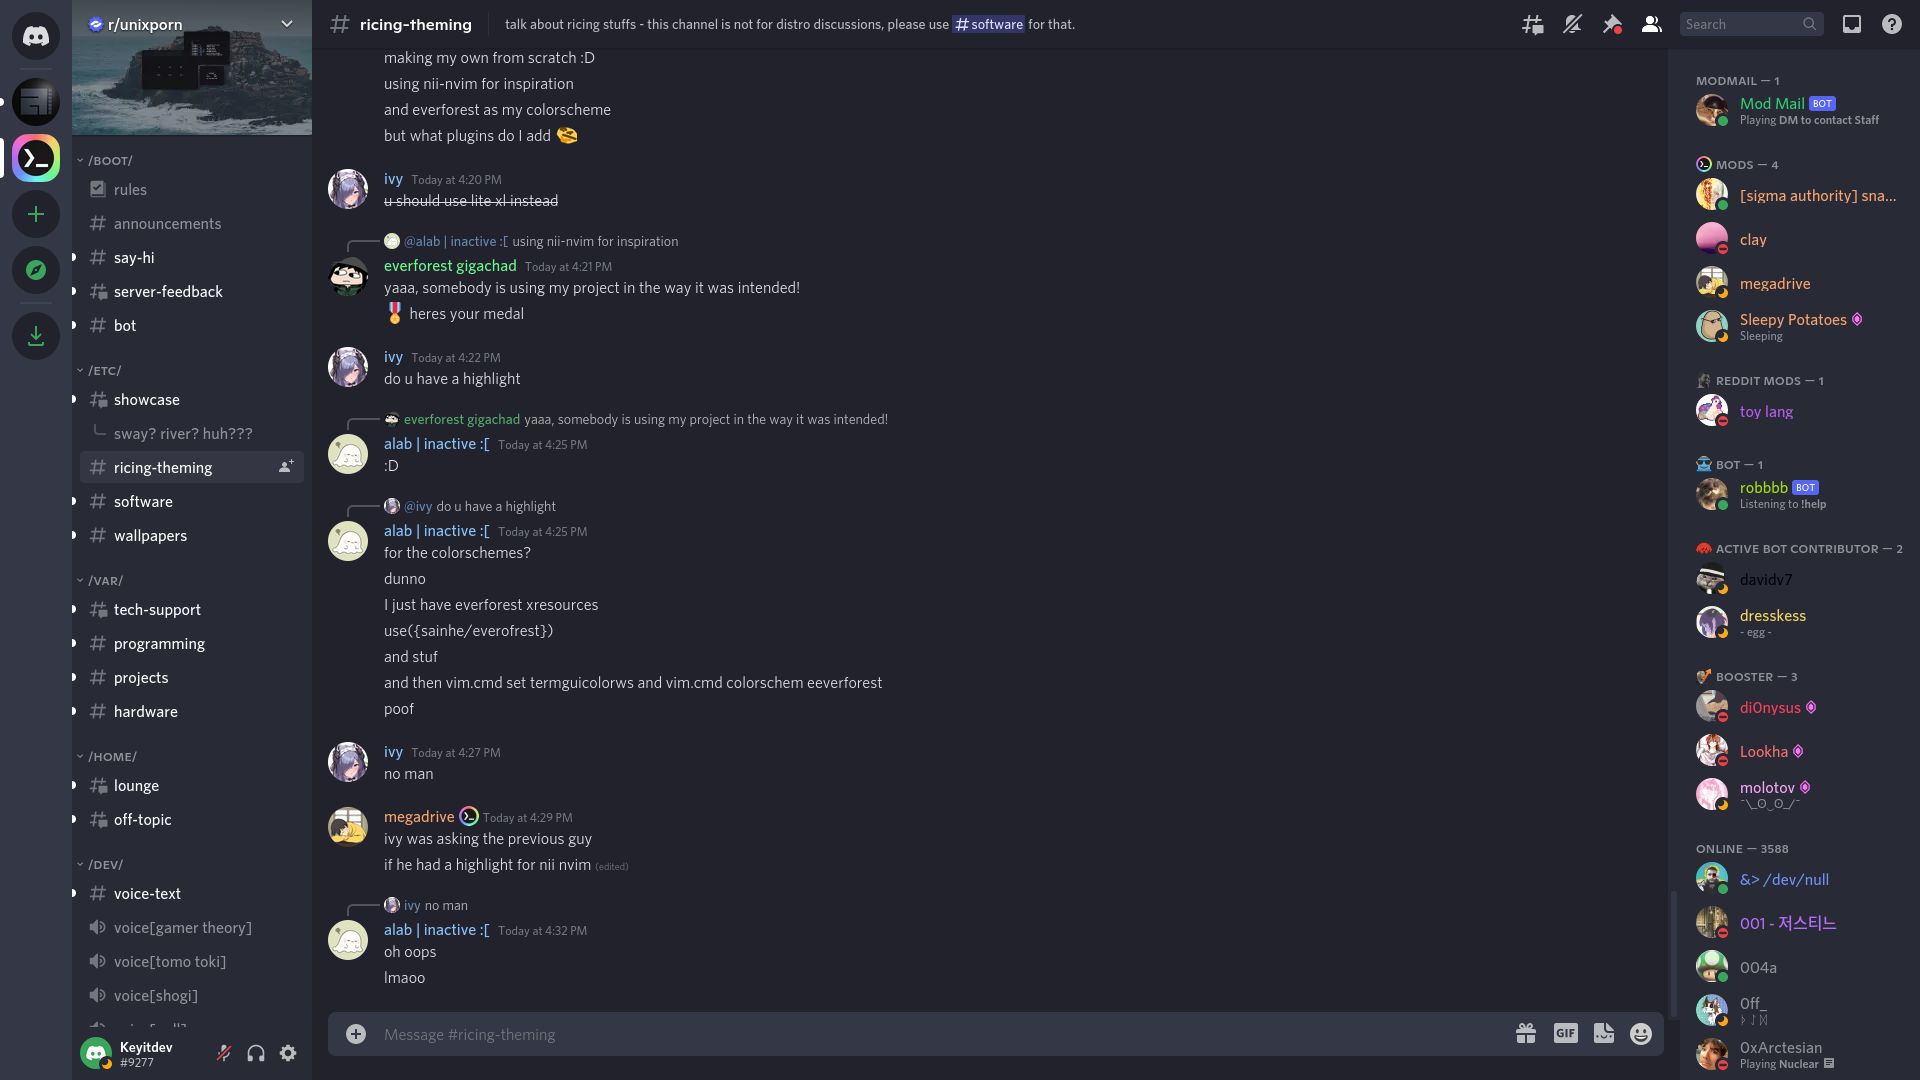 r/unixporn
/BOOT/
rules
announcements
say-hi
server-feedback
bot
/ETC/
showcase
sway? river? huh???
ricing-theming
software
wallpapers
/VAR/
tech-support
programming
projects
hardware
/HOME/
lounge
off-topic
/DEV/
voice-text
voice[gamer theory]
voice[tomo toki]
voice[shogi]
Keyitdev
#9277
ricing-theming
talk about ricing stuffs - this channel is not for distro discussions, please use #software for that.
Search
making my own from scratch :D
using nii-nvim for inspiration
and everforest as my colorscheme
but what plugins do I add
ivy Today at 4:20 PM
u should use lite xl instead
@alab | inactive :[ using nii-nvim for inspiration
everforest gigachad Today at 4:21 PM
yaaa, somebody is using my project in the way it was intended!
🎖️ heres your medal
ivy Today at 4:22 PM
do u have a highlight
everforest gigachad yaaa, somebody is using my project in the way it was intended!
alab | inactive :[ Today at 4:25 PM
:D
@ivy do u have a highlight
alab | inactive :[ Today at 4:25 PM
for the colorschemes?
dunno
I just have everforest xresources
use({sainhe/everofrest})
and stuf
and then vim.cmd set termguicolorws and vim.cmd colorschem eeverforest
poof
ivy Today at 4:27 PM
no man
megadrive Today at 4:29 PM
ivy was asking the previous guy
if he had a highlight for nii nvim (edited)
ivy no man
alab | inactive :[ Today at 4:32 PM
oh oops
lmaoo
Message #ricing-theming
GIF
MODMAIL — 1
Mod Mail BOT
Playing DM to contact Staff
MODS — 4
[sigma authority] sna...
clay
megadrive
Sleepy Potatoes
Sleeping
REDDIT MODS — 1
toy lang
BOT — 1
robbbb BOT
Listening to !help
ACTIVE BOT CONTRIBUTOR — 2
davidv7
dresskess
- egg -
BOOSTER — 3
di0nysus
Lookha
molotov
¯\_ʘ‿ʘ_/¯
ONLINE — 3588
&> /dev/null
001 - 저스티느
004a
0ff_
0xArctesian
Playing Nuclear